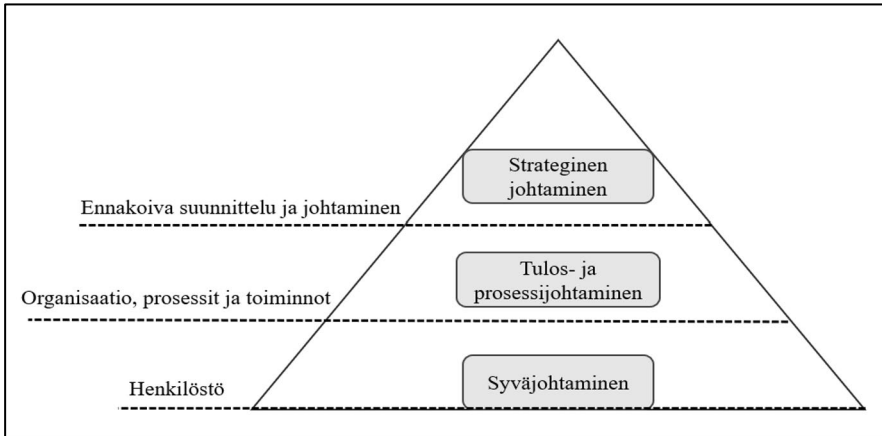 Strateginen
johtaminen
Ennakoiva suunnittelu ja johtaminen
Tulos- ja
prosessijohtaminen
Organisaatio, prosessit ja toiminnot
Syväjohtaminen
Henkilöstö